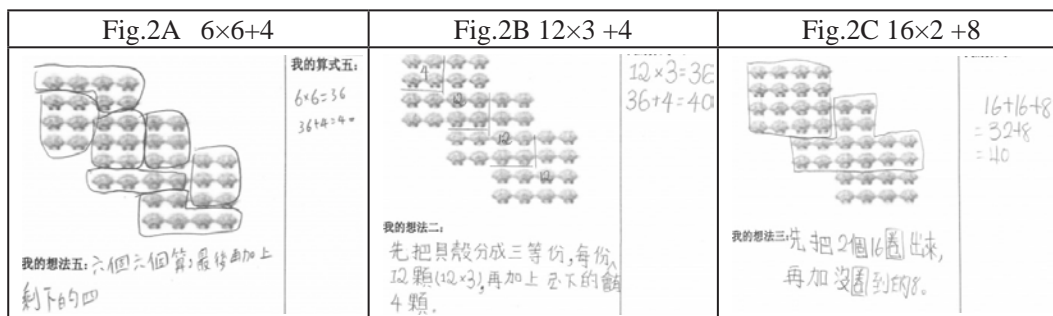 Fig.2A 6×6+4
Fig.2B 12×3 +4
Fig.2C 16×2 +8
我的算式五:
6×6=36
36+4=40
我的想法五:六個六個算,最後再加上
剩下的四
4
12
12
12
12×3=36
36+4=40
我的想法二:
先把貝殼分成三等份,每份
12顆(12×3),再加上 下的
4顆.
16+16+8
=32+8
=40
我的想法三:先把2個16圈出來,
再加沒圈到的8。